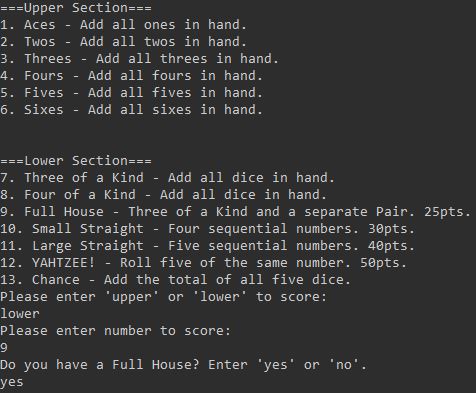 ===Upper Section===
1. Aces - Add all ones in hand.
2. Twos - Add all twos in hand.
3. Threes - Add all threes in hand.
4. Fours - Add all fours in hand.
5. Fives - Add all fives in hand.
6. Sixes - Add all sixes in hand.
===Lower Section===
7. Three of a Kind - Add all dice in hand.
8. Four of a Kind - Add all dice in hand.
9. Full House - Three of a Kind and a separate Pair. 25pts.
10. Small Straight - Four sequential numbers. 30pts.
11. Large Straight - Five sequential numbers. 40pts.
12. YAHTZEE! - Roll five of the same number. 50pts.
13. Chance - Add the total of all five dice.
Please enter 'upper' or 'lower' to score:
lower
Please enter number to score:
9
Do you have a Full House? Enter 'yes' or 'no'.
yes